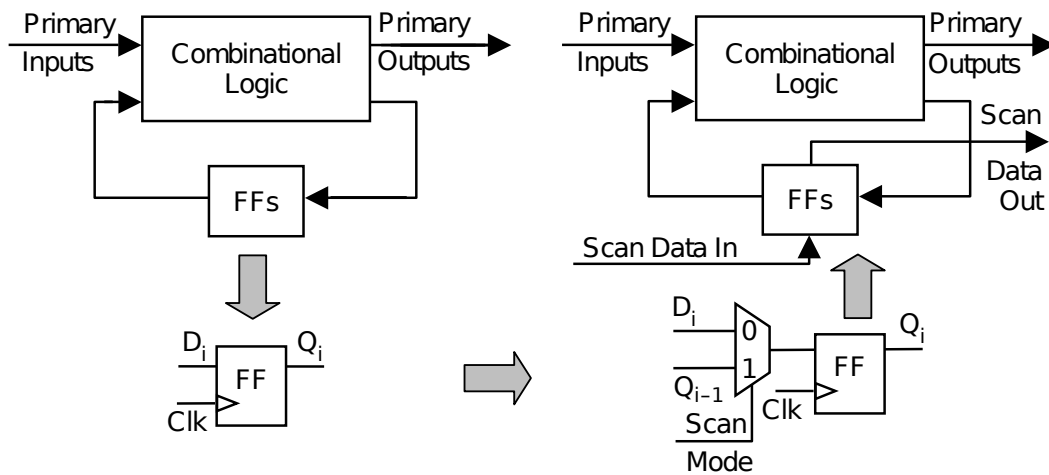 Primary
Inputs
Combinational
Logic
Primary
Outputs
FFs
D_i
Q_i
FF
Clk
Primary
Inputs
Combinational
Logic
Primary
Outputs
Scan
Data
Out
FFs
Scan Data In
D_i
0
1
Q_{i–1}
Scan
Mode
Clk
FF
Q_i